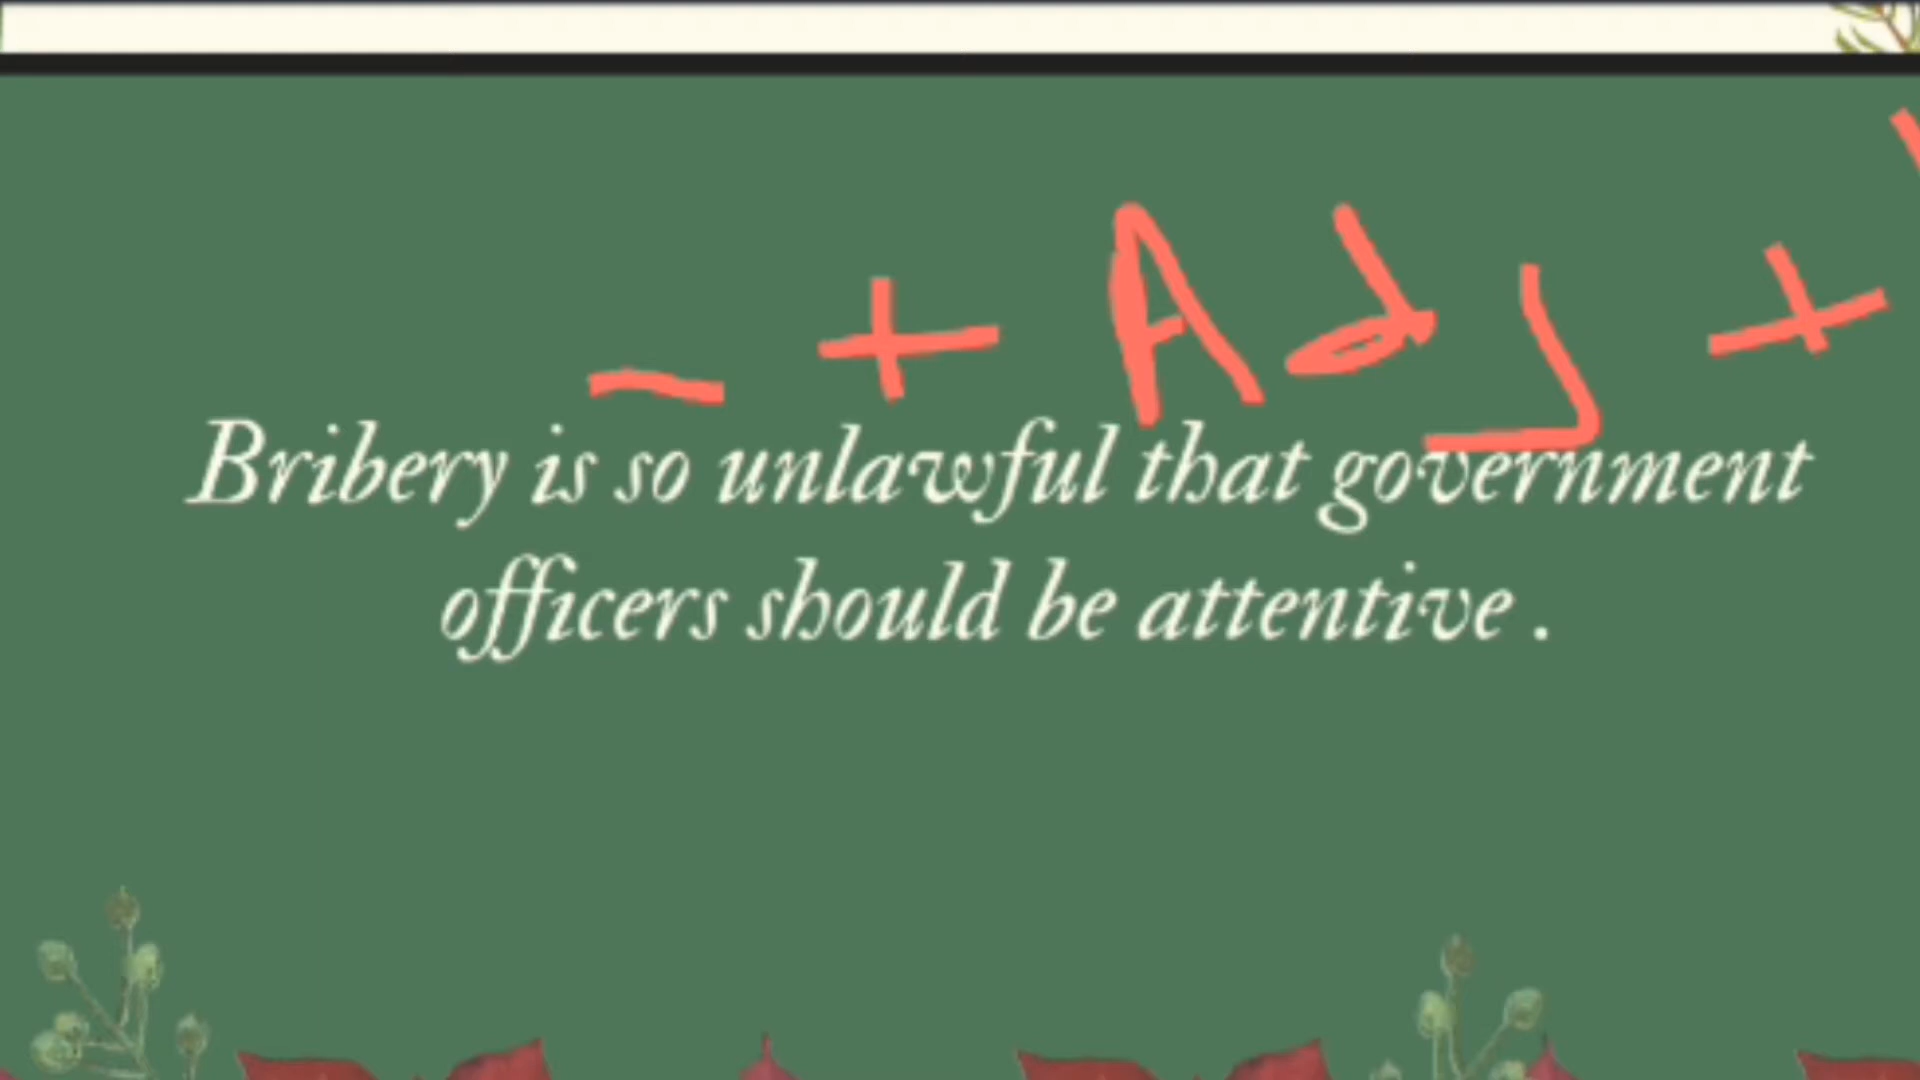 - + Adj +
Bribery is so unlawful that government
officers should be attentive .